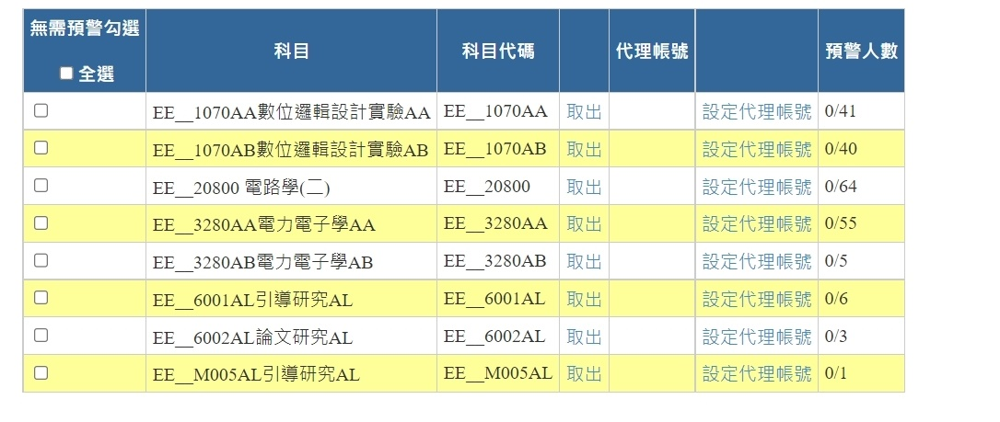 無需預警勾選 全選 科目 科目代碼 代理帳號 預警人數
EE__1070AA數位邏輯設計實驗AA EE__1070AA 取出 設定代理帳號 0/41
EE__1070AB數位邏輯設計實驗AB EE__1070AB 取出 設定代理帳號 0/40
EE__20800 電路學(二) EE__20800 取出 設定代理帳號 0/64
EE__3280AA電力電子學AA EE__3280AA 取出 設定代理帳號 0/55
EE__3280AB電力電子學AB EE__3280AB 取出 設定代理帳號 0/5
EE__6001AL引導研究AL EE__6001AL 取出 設定代理帳號 0/6
EE__6002AL論文研究AL EE__6002AL 取出 設定代理帳號 0/3
EE__M005AL引導研究AL EE__M005AL 取出 設定代理帳號 0/1